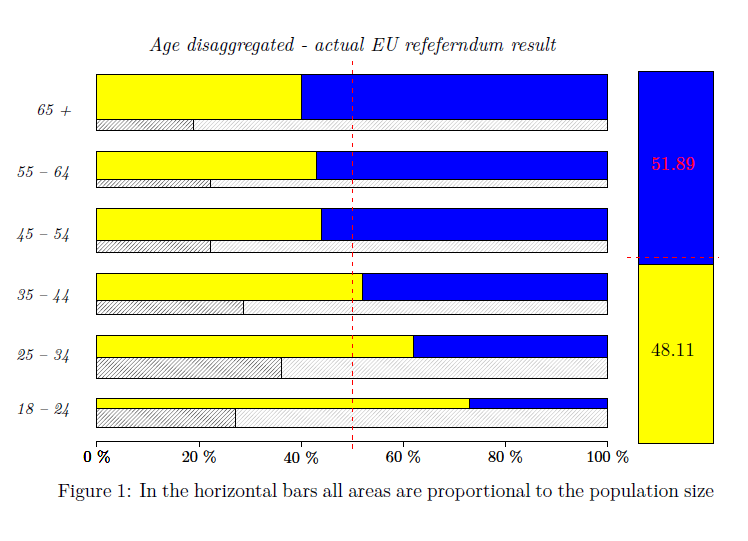 Age disaggregated - actual EU refeferndum result
65 +
51.89
55 – 64
45 – 54
35 – 44
48.11
25 – 34
18 – 24
0 % 20 % 40 % 60 % 80 % 100 %
Figure 1: In the horizontal bars all areas are proportional to the population size